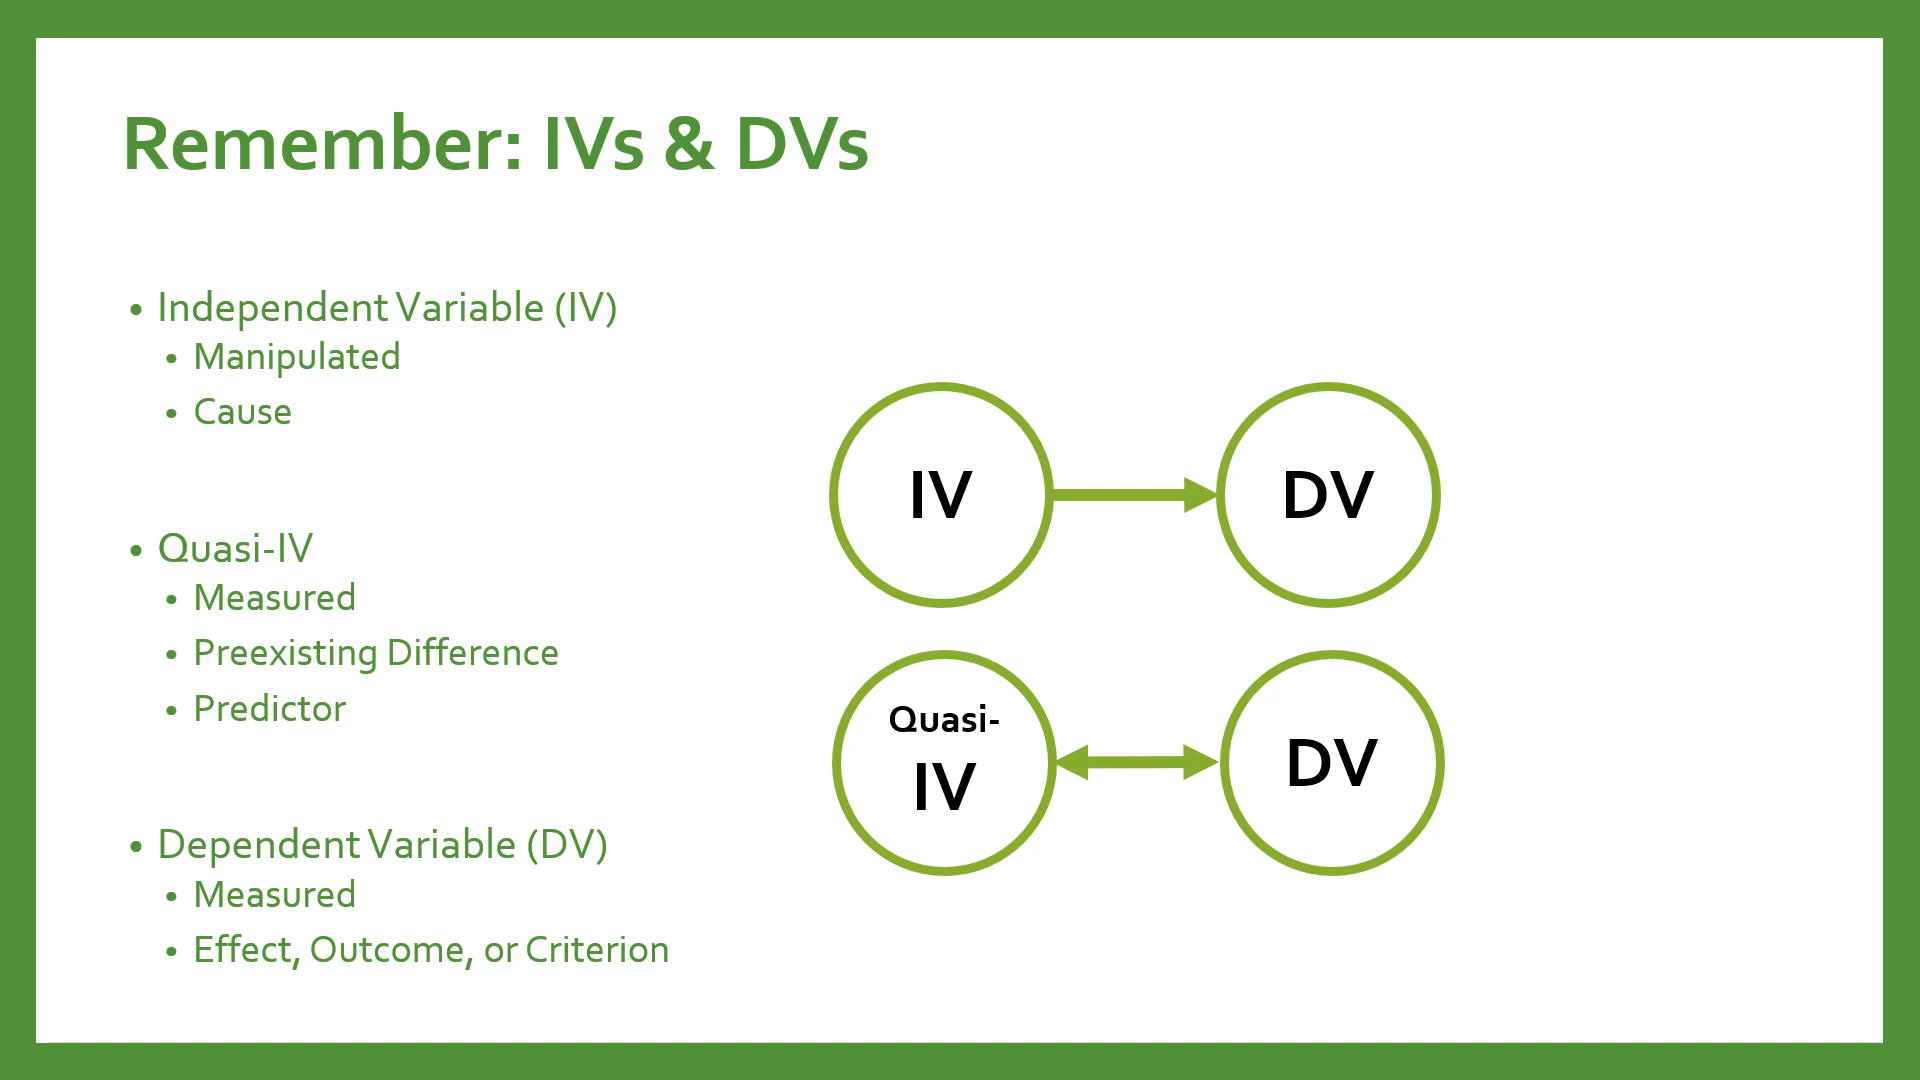 Remember: IVs & DVs
• Independent Variable (IV)
• Manipulated
• Cause
• Quasi-IV
• Measured
• Preexisting Difference
• Predictor
• Dependent Variable (DV)
• Measured
• Effect, Outcome, or Criterion
IV
DV
Quasi-
IV
DV